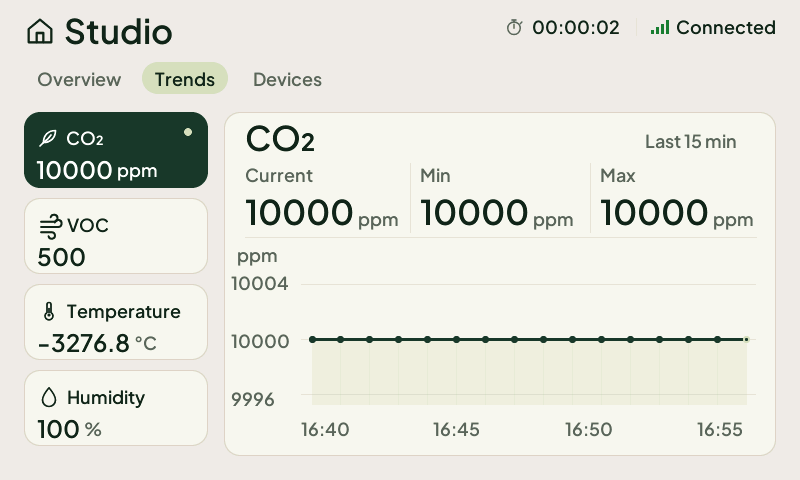 Studio
00:00:02
Connected
Overview
Trends
Devices
CO₂
10000 ppm
VOC
500
Temperature
-3276.8 °C
Humidity
100 %
CO₂
Last 15 min
Current
10000 ppm
Min
10000 ppm
Max
10000 ppm
ppm
10004
10000
9996
16:40
16:45
16:50
16:55